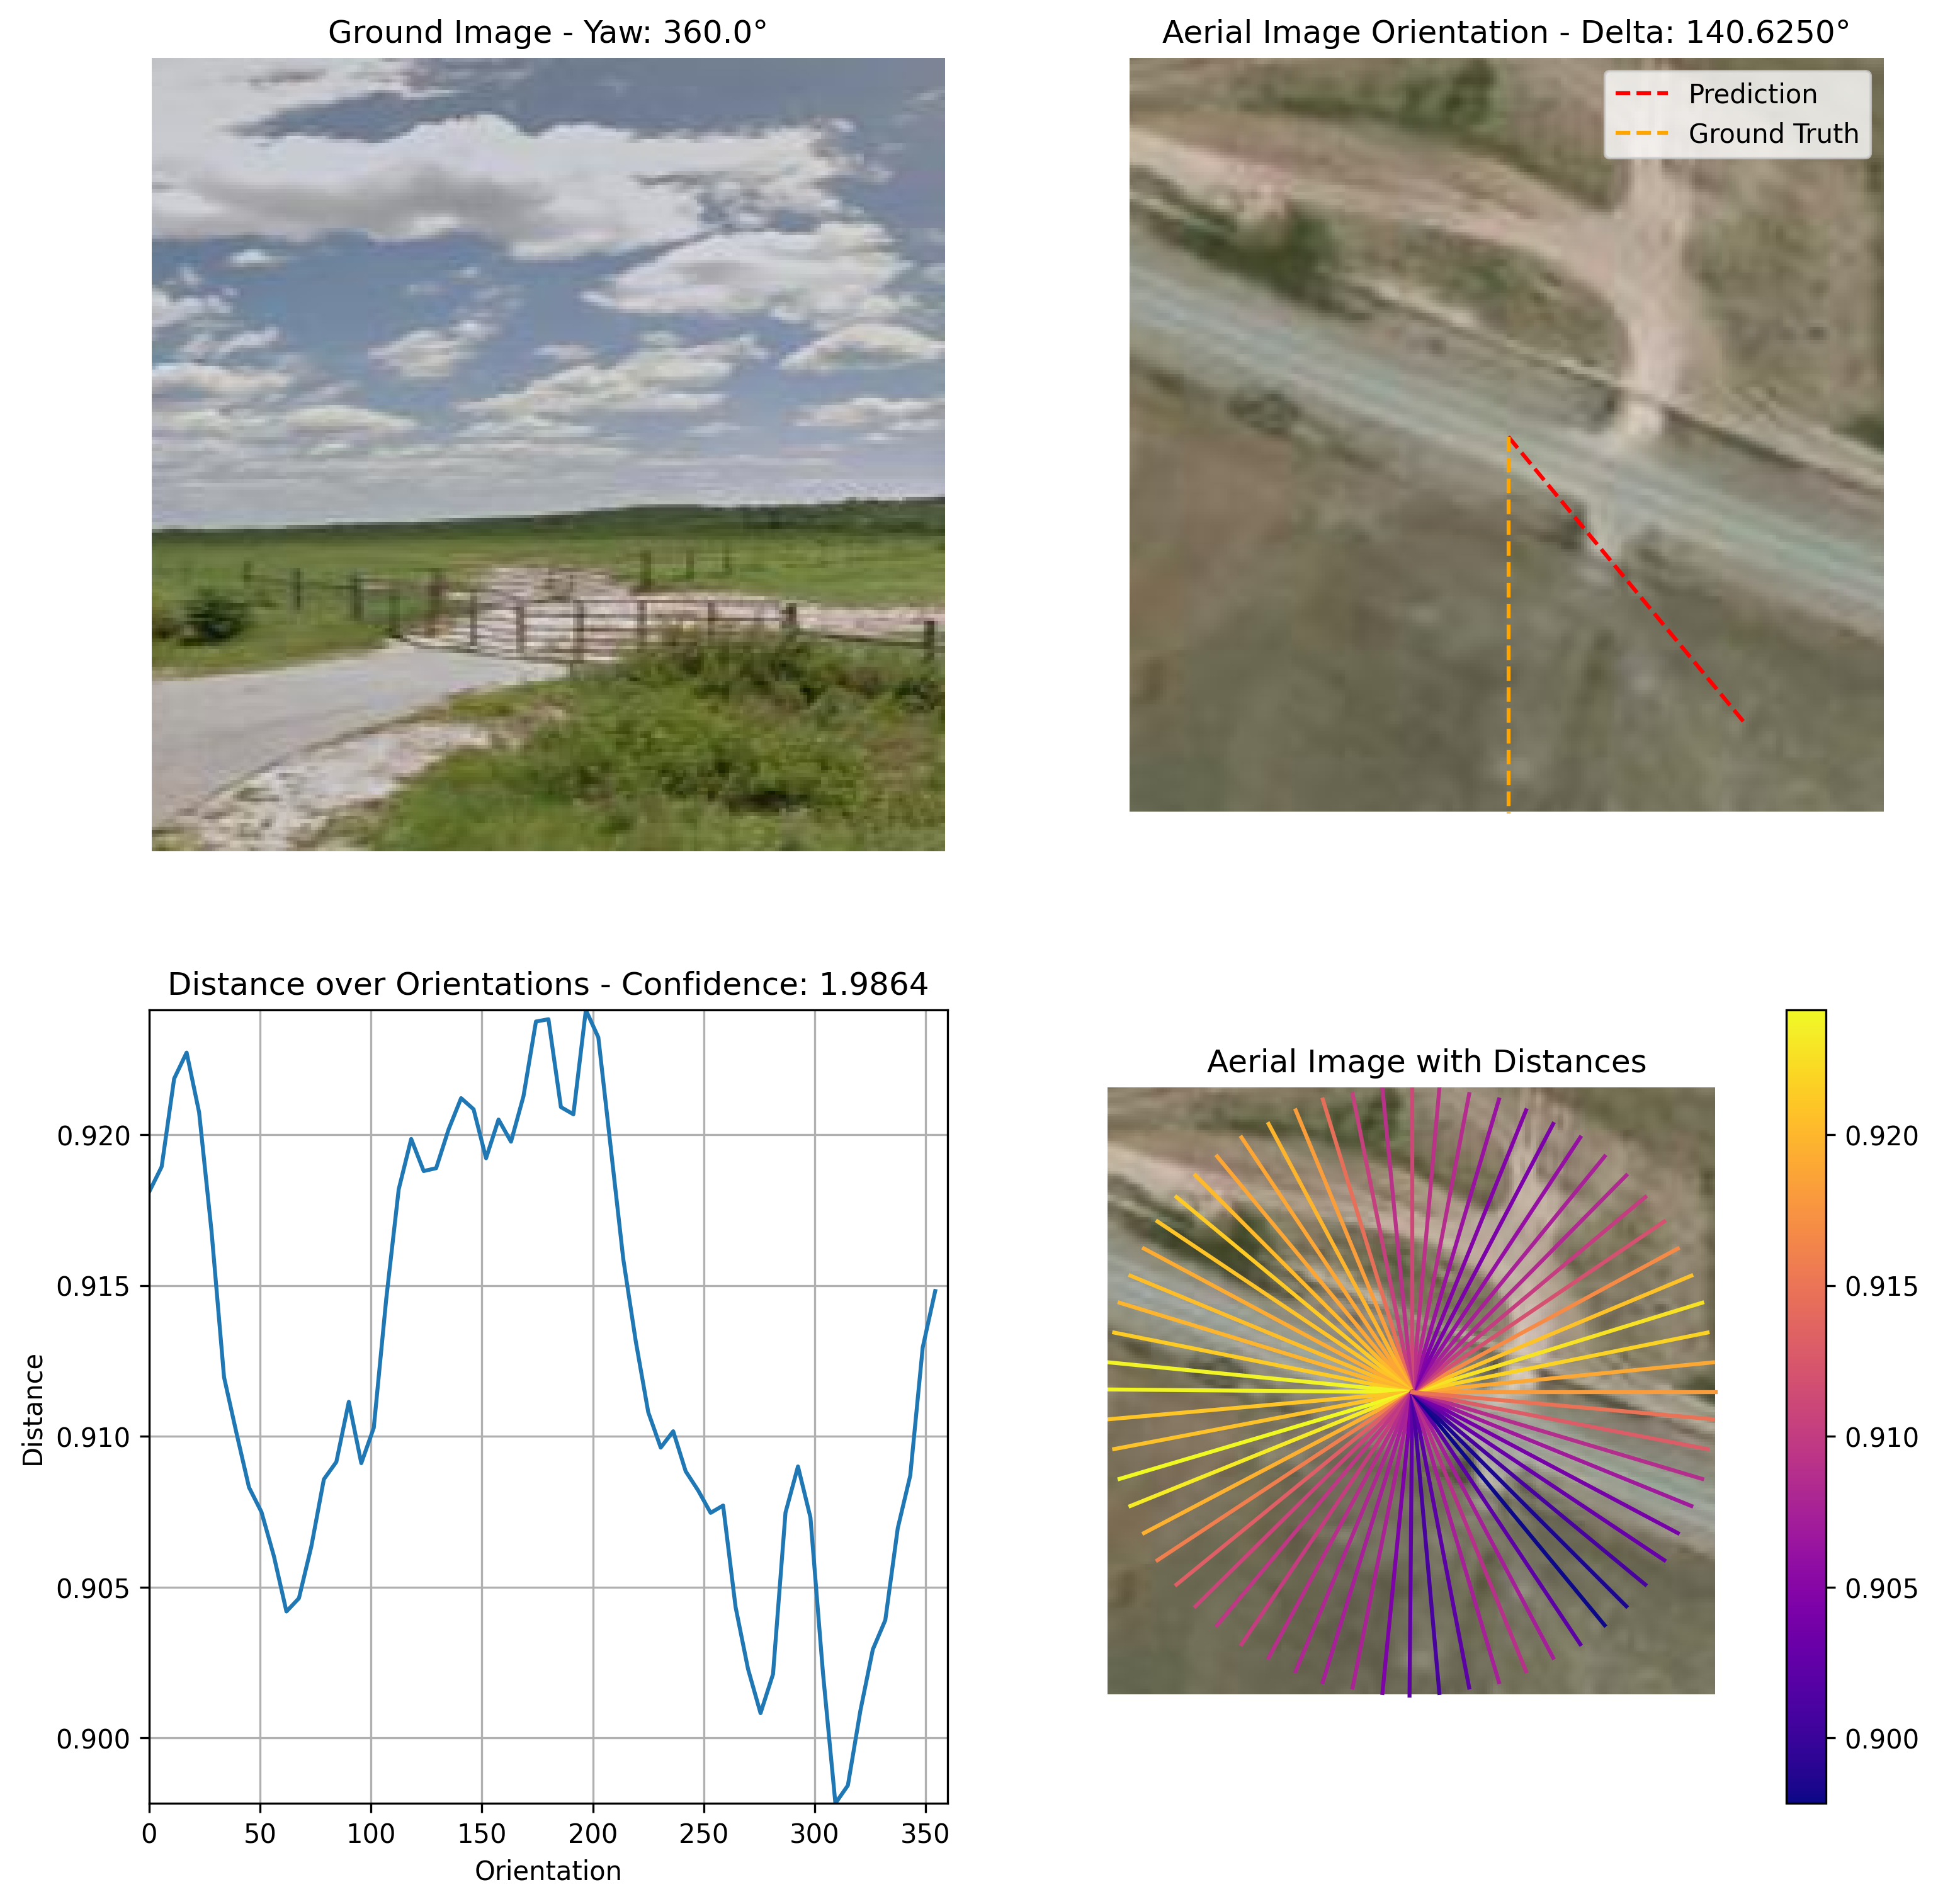 Ground Image - Yaw: 360.0°
Aerial Image Orientation - Delta: 140.6250°
Prediction
Ground Truth
Distance over Orientations - Confidence: 1.9864
0.920
0.915
0.910
0.905
0.900
Distance
0 50 100 150 200 250 300 350
Orientation
Aerial Image with Distances
0.920
0.915
0.910
0.905
0.900